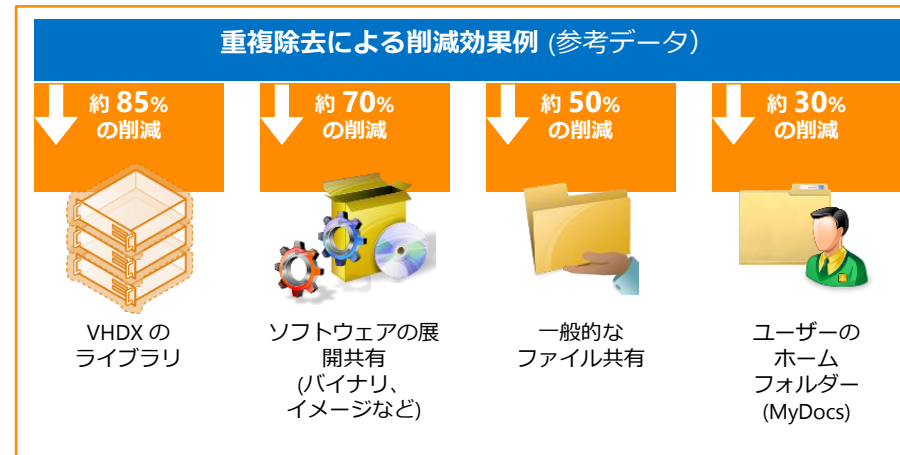 重複除去による削減効果例 (参考データ）
約 85%
の削減
約 70%
の削減
約 50%
の削減
約 30%
の削減
VHDX の
ライブラリ
ソフトウェアの展
開共有
(バイナリ、
イメージなど)
一般的な
ファイル共有
ユーザーの
ホーム
フォルダー
(MyDocs)